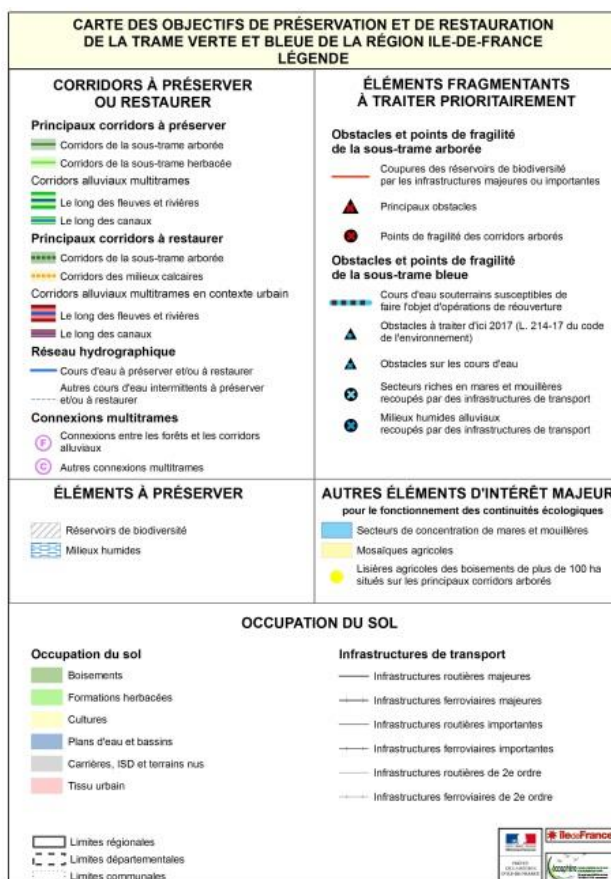 CARTE DES OBJECTIFS DE PRÉSERVATION ET DE RESTAURATION
DE LA TRAME VERTE ET BLEUE DE LA RÉGION ILE-DE-FRANCE
LÉGENDE
CORRIDORS À PRÉSERVER
OU RESTAURER
Principaux corridors à préserver
Corridors de la sous-trame arborée
Corridors de la sous-trame herbacée
Corridors alluviaux multitrames
Le long des fleuves et rivières
Le long des canaux
Principaux corridors à restaurer
Corridors de la sous-trame arborée
Corridors des milieux calcaires
Corridors alluviaux multitrames en contexte urbain
Le long des fleuves et rivières
Le long des canaux
Réseau hydrographique
Cours d'eau à préserver et/ou à restaurer
Autres cours d'eau intermittents à préserver
et/ou à restaurer
Connexions multitrames
F
Connexions entre les forêts et les corridors
alluviaux
C
Autres connexions multitrames
ÉLÉMENTS FRAGMENTANTS
À TRAITER PRIORITAIREMENT
Obstacles et points de fragilité
de la sous-trame arborée
Coupures des réservoirs de biodiversité
par les infrastructures majeures ou importantes
Principaux obstacles
Points de fragilité des corridors arborés
Obstacles et points de fragilité
de la sous-trame bleue
Cours d'eau souterrains susceptibles de
faire l'objet d'opérations de réouverture
Obstacles à traiter d'ici 2017 (L. 214-17 du code
de l'environnement)
Obstacles sur les cours d'eau
Secteurs riches en mares et mouillères
recoupés par des infrastructures de transport
Milieux humides alluviaux
recoupés par des infrastructures de transport
ÉLÉMENTS À PRÉSERVER
Réservoirs de biodiversité
Milieux humides
AUTRES ÉLÉMENTS D'INTÉRÊT MAJEUR
pour le fonctionnement des continuités écologiques
Secteurs de concentration de mares et mouillères
Mosaïques agricoles
Lisières agricoles des boisements de plus de 100 ha
situés sur les principaux corridors arborés
OCCUPATION DU SOL
Occupation du sol
Boisements
Formations herbacées
Cultures
Plans d'eau et bassins
Carrières, ISD et terrains nus
Tissu urbain
Infrastructures de transport
Infrastructures routières majeures
Infrastructures ferroviaires majeures
Infrastructures routières importantes
Infrastructures ferroviaires importantes
Infrastructures routières de 2e ordre
Infrastructures ferroviaires de 2e ordre
Limites régionales
Limites départementales
Limites communales
îledeFrance